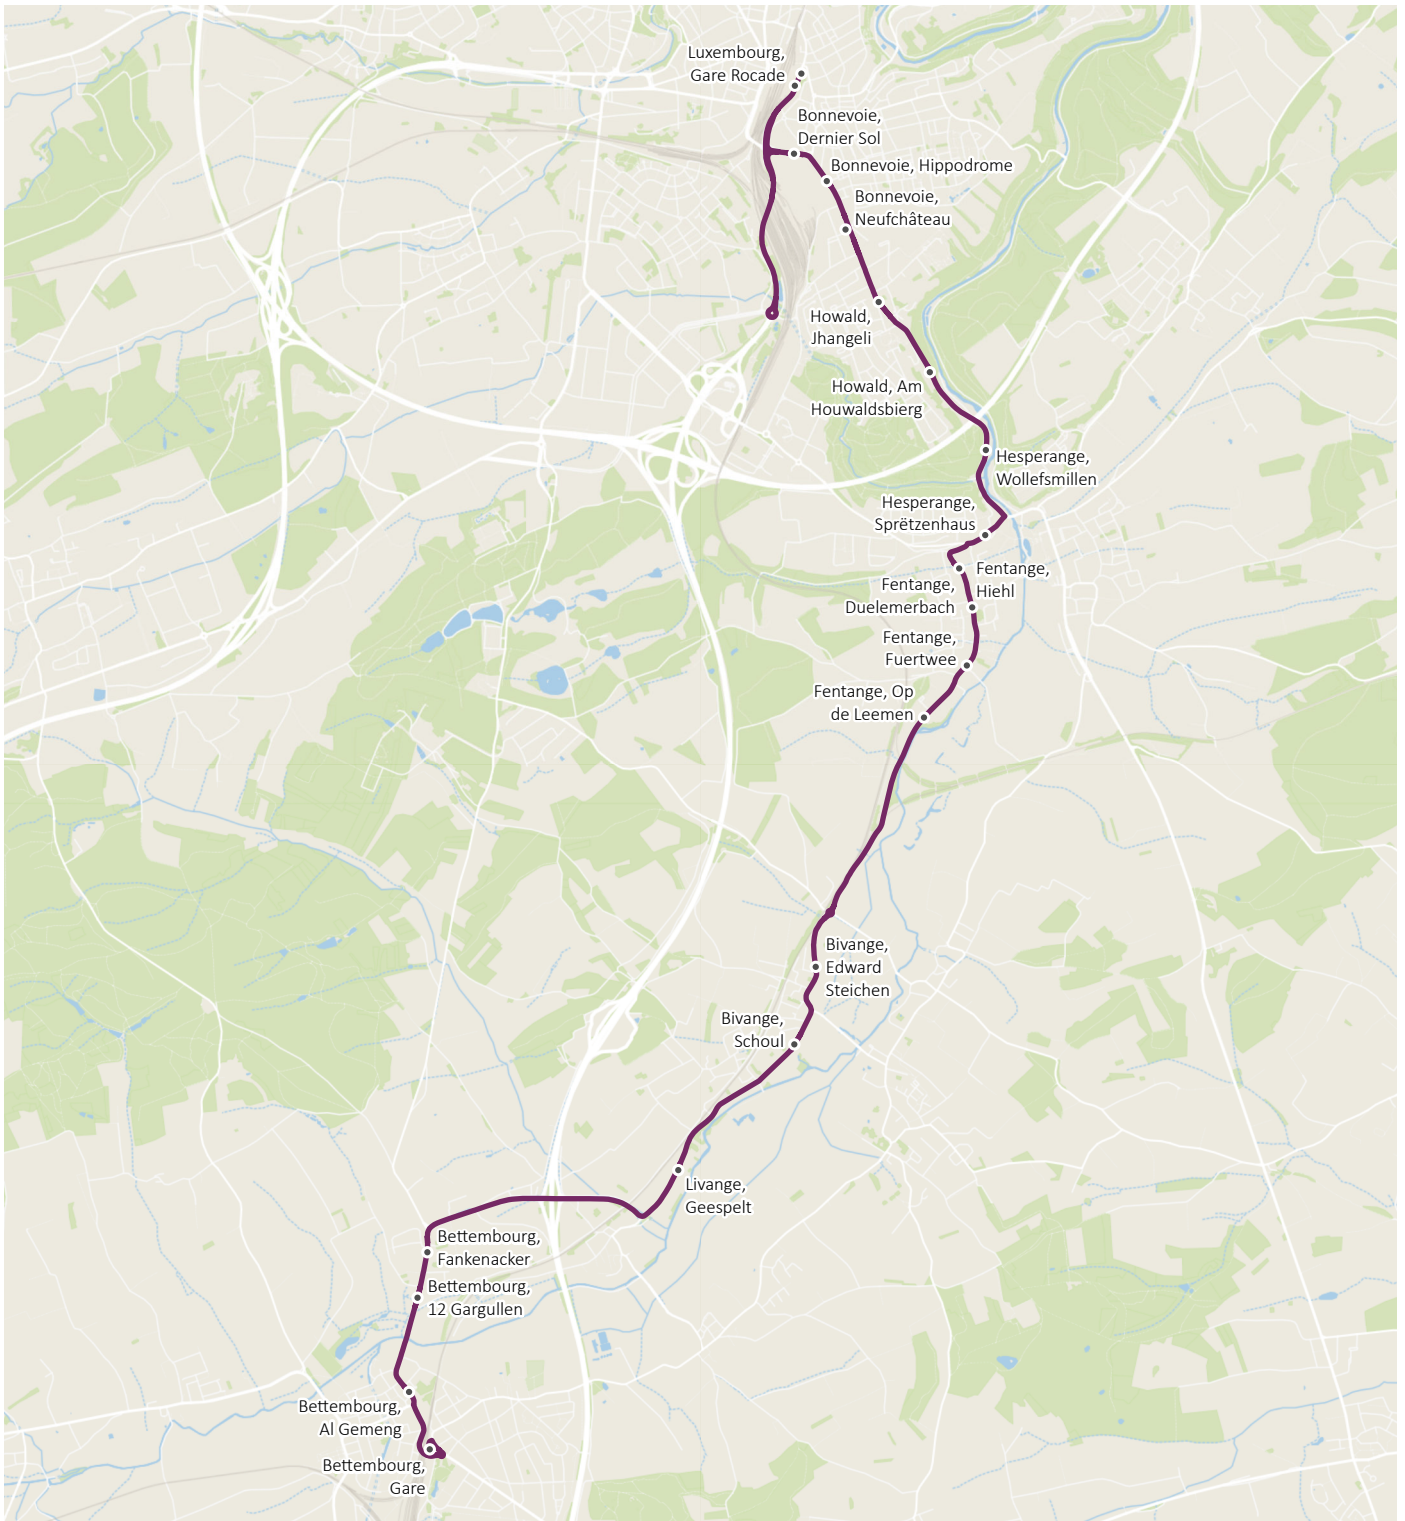 Luxembourg,
Gare Rocade
Bonnevoie,
Dernier Sol
Bonnevoie, Hippodrome
Bonnevoie,
Neufchâteau
Howald,
Jhangeli
Howald, Am
Houwaldsbierg
Hesperange,
Wollefsmillen
Hesperange,
Sprëtzenhaus
Fentange,
Hiehl
Fentange,
Duelemerbach
Fentange,
Fuertwee
Fentange, Op
de Leemen
Bivange,
Edward
Steichen
Bivange,
Schoul
Livange,
Geespelt
Bettembourg,
Fankenacker
Bettembourg,
12 Gargullen
Bettembourg,
Al Gemeng
Bettembourg,
Gare